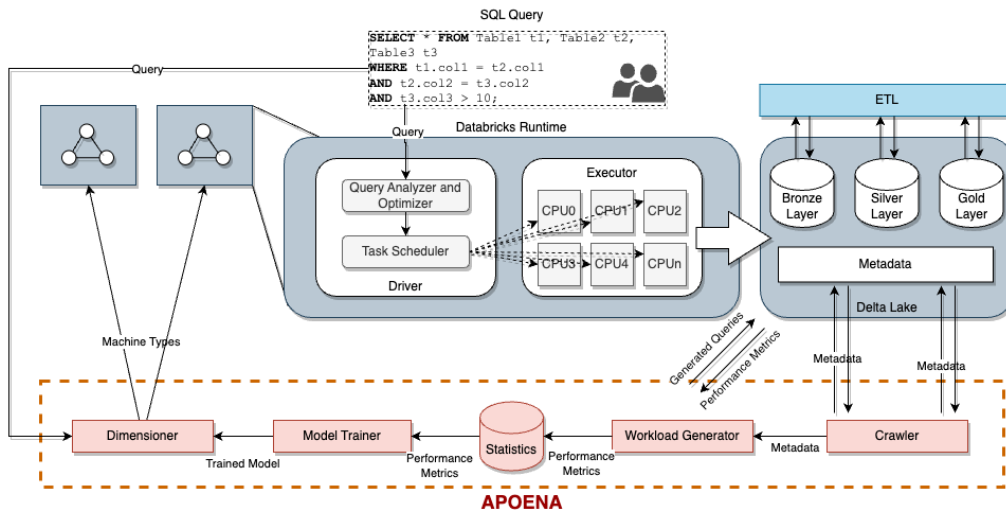 SQL Query
SELECT * FROM Table1 t1, Table2 t2,
Table3 t3
WHERE t1.col1 = t2.col1
AND t2.col2 = t3.col2
AND t3.col3 > 10;
Query
Query
Databricks Runtime
ETL
Query Analyzer and
Optimizer
Task Scheduler
Driver
Executor
CPU0
CPU1
CPU2
CPU3
CPU4
CPUn
Bronze
Layer
Silver
Layer
Gold
Layer
Metadata
Delta Lake
Machine Types
Generated Queries
Performance Metrics
Metadata
Metadata
Dimensioner
Trained Model
Model Trainer
Performance
Metrics
Statistics
Performance
Metrics
Workload Generator
Metadata
Crawler
APOENA